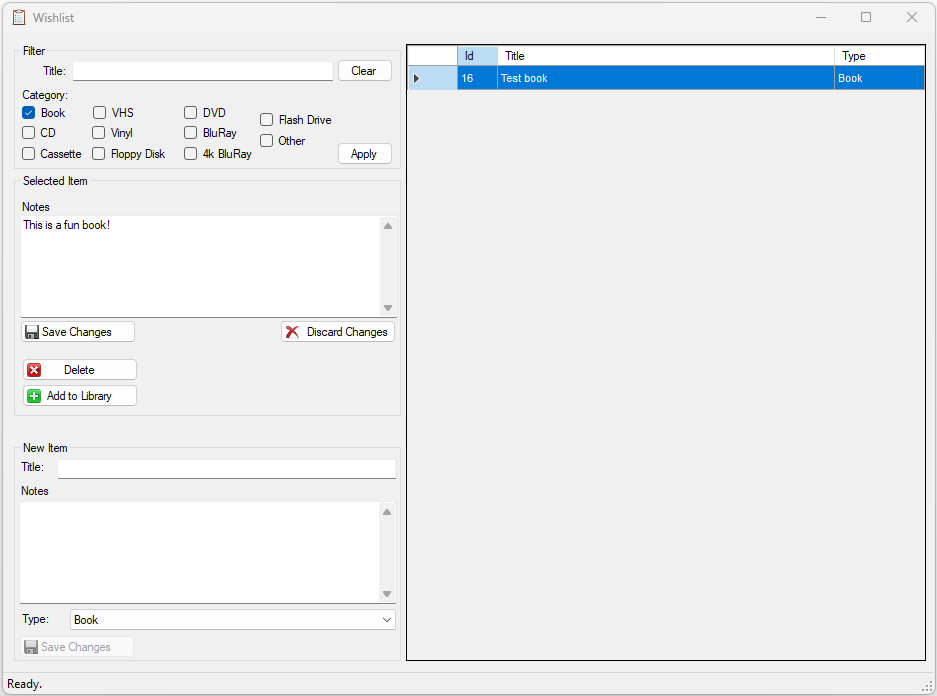 Wishlist
Filter
Title:
Clear
Category:
Book
VHS
DVD
Flash Drive
CD
Vinyl
BluRay
Other
Cassette
Floppy Disk
4k BluRay
Apply
Selected Item
Notes
This is a fun book!
Save Changes
Discard Changes
Delete
Add to Library
New Item
Title:
Notes
Type:
Book
Save Changes
Id
Title
Type
16
Test book
Book
Ready.